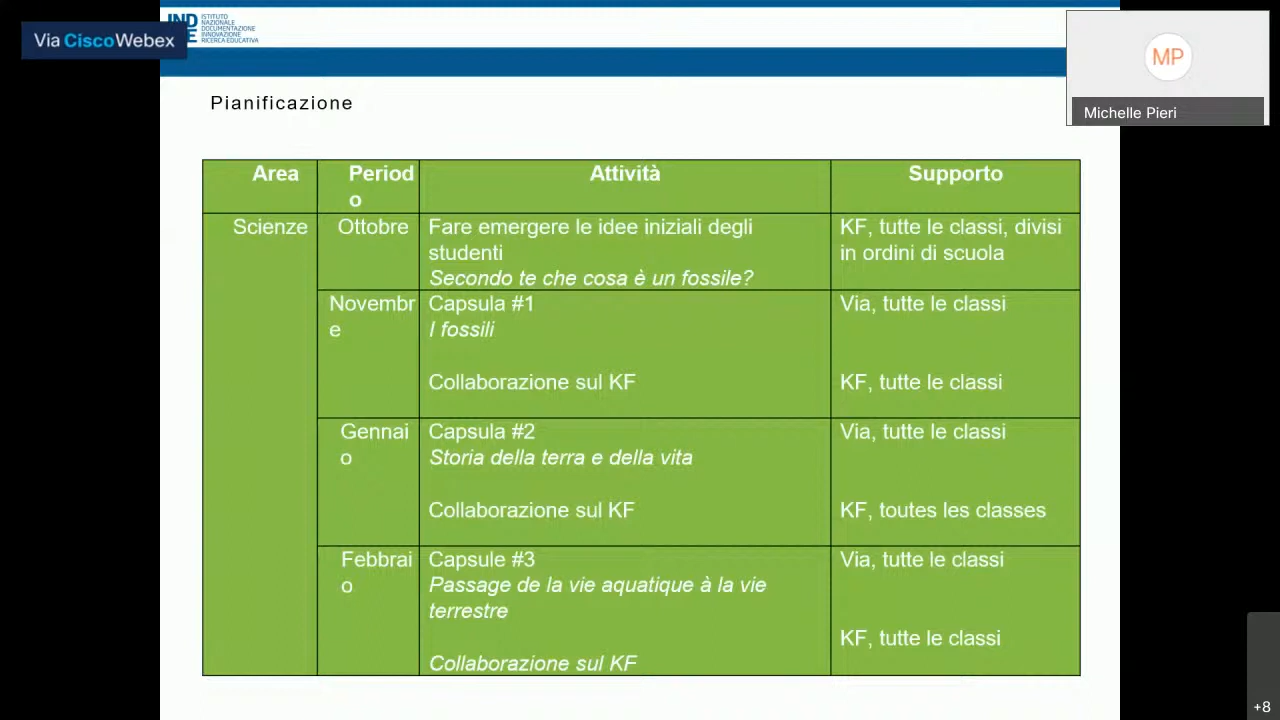 IND
E
ISTITUTO
NAZIONALE
DOCUMENTAZIONE
INNOVAZIONE
RICERCA EDUCATIVA
Via CiscoWebex
MP
Michelle Pieri
Pianificazione
Area
Period
o
Attività
Supporto
Scienze
Ottobre
Fare emergere le idee iniziali degli
studenti
Secondo te che cosa è un fossile?
KF, tutte le classi, divisi
in ordini di scuola
Novembr
e
Capsula #1
I fossili
Collaborazione sul KF
Via, tutte le classi
KF, tutte le classi
Gennai
o
Capsula #2
Storia della terra e della vita
Collaborazione sul KF
Via, tutte le classi
KF, toutes les classes
Febbrai
o
Capsule #3
Passage de la vie aquatique à la vie
terrestre
Collaborazione sul KF
Via, tutte le classi
KF, tutte le classi
+8